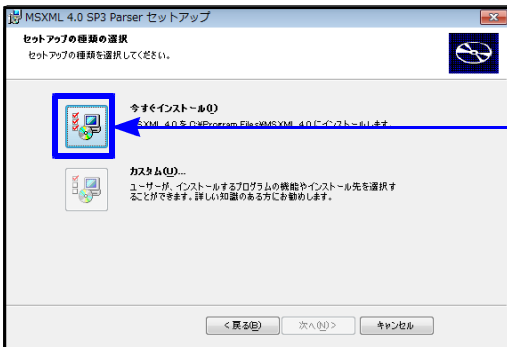 MSXML 4.0 SP3 Parser セットアップ
セットアップの種類の選択
セットアップの種類を選択してください。
今すぐインストール(I)
MSXML 4.0 を C:¥Program Files¥MSXML 4.0 にインストールします。
カスタム(U)...
ユーザーが、インストールするプログラムの機能やインストール先を選択す
ることができます。詳しい知識のある方にお勧めします。
< 戻る(B)
次へ(N) >
キャンセル